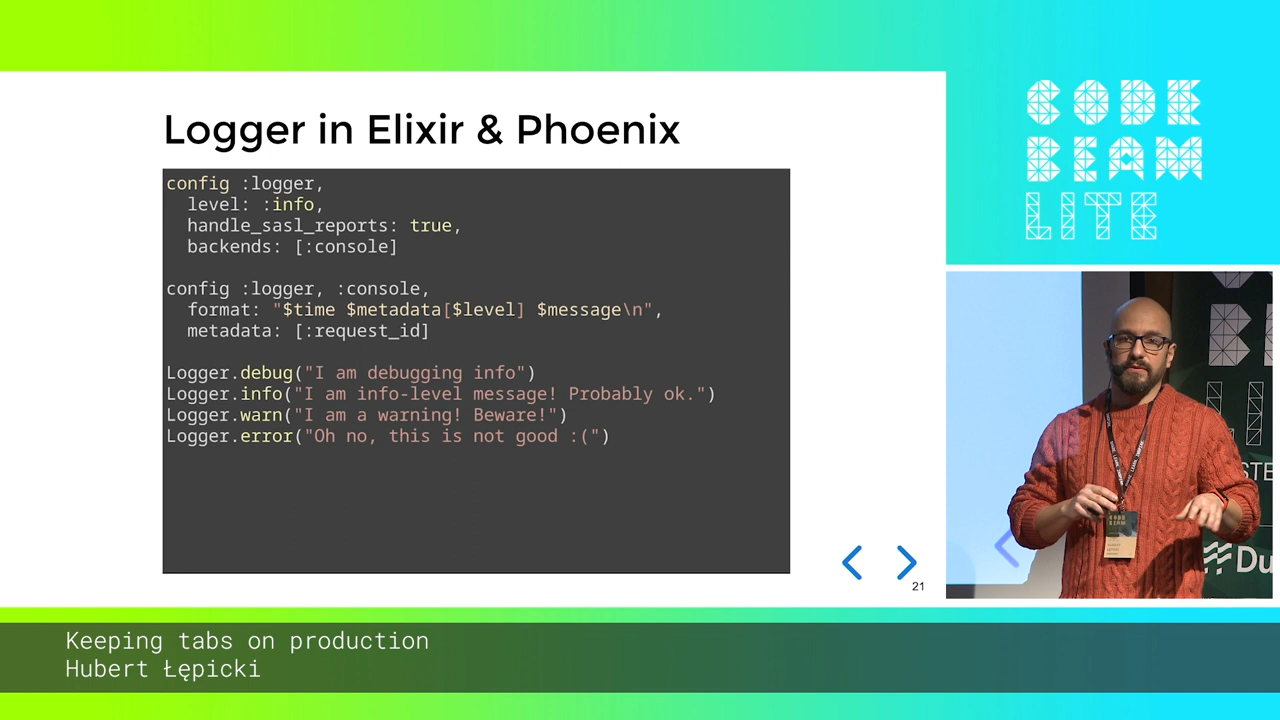 Logger in Elixir & Phoenix
config :logger,
  level: :info,
  handle_sasl_reports: true,
  backends: [:console]
config :logger, :console,
  format: "$time $metadata[$level] $message\n",
  metadata: [:request_id]
Logger.debug("I am debugging info")
Logger.info("I am info-level message! Probably ok.")
Logger.warn("I am a warning! Beware!")
Logger.error("Oh no, this is not good :(")
21
CODE
BEAM
LITE
Keeping tabs on production
Hubert Łępicki